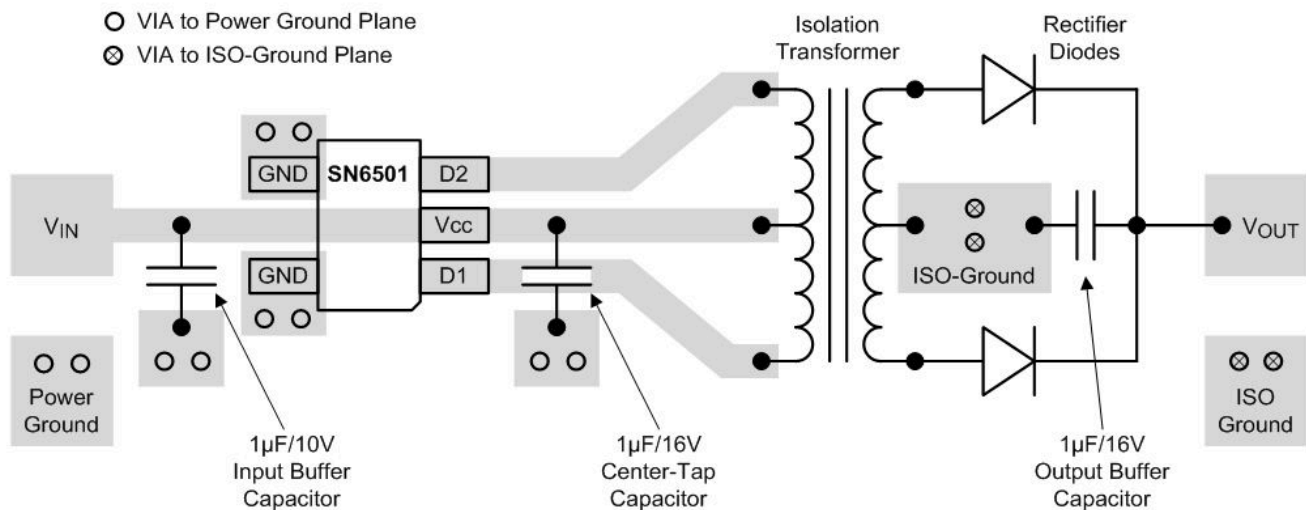 VIA to Power Ground Plane
VIA to ISO-Ground Plane
Isolation
Transformer
Rectifier
Diodes
GND
SN6501
D2
VIN
Vcc
VOUT
GND
D1
ISO-Ground
Power
Ground
ISO
Ground
1µF/10V
Input Buffer
Capacitor
1µF/16V
Center-Tap
Capacitor
1µF/16V
Output Buffer
Capacitor